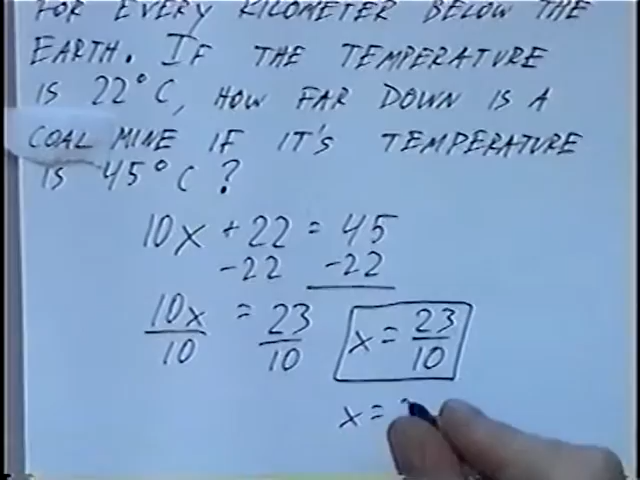 FOR EVERY KILOMETER BELOW THE
EARTH. IF THE TEMPERATURE
IS 22°C, HOW FAR DOWN IS A
COAL MINE IF IT'S TEMPERATURE
IS 45°C?
10x + 22 = 45
-22 -22
10x/10 = 23/10 x = 23/10
x =